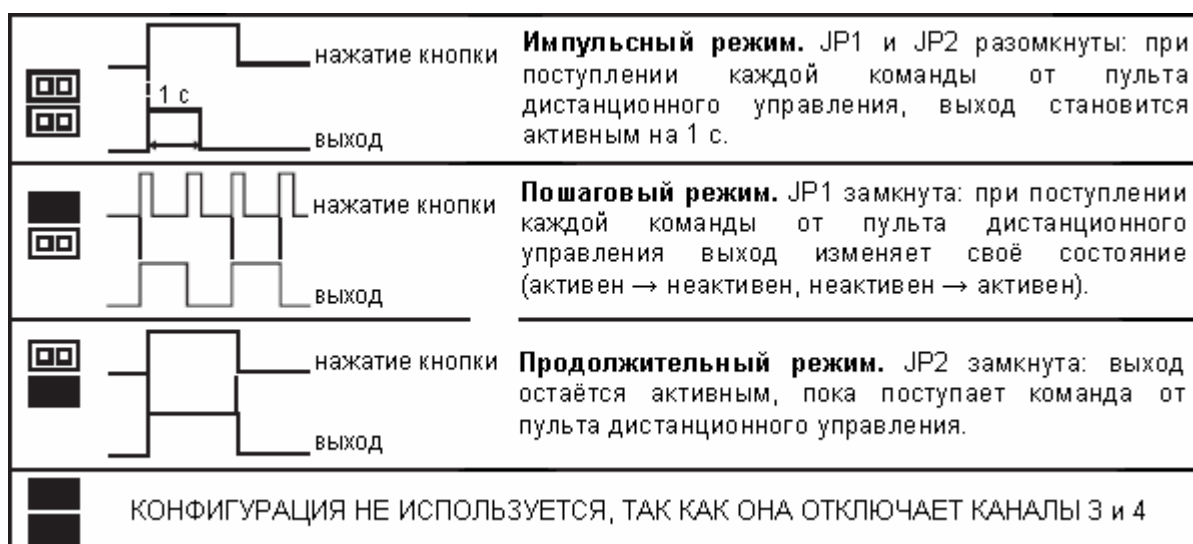 нажатие кнопки
1 с
выход
Импульсный режим. JP1 и JP2 разомкнуты: при
поступлении каждой команды от пульта
дистанционного управления, выход становится
активным на 1 с.
нажатие кнопки
выход
Пошаговый режим. JP1 замкнута: при поступлении
каждой команды от пульта дистанционного
управления выход изменяет своё состояние
(активен → неактивен, неактивен → активен).
нажатие кнопки
выход
Продолжительный режим. JP2 замкнута: выход
остаётся активным, пока поступает команда от
пульта дистанционного управления.
КОНФИГУРАЦИЯ НЕ ИСПОЛЬЗУЕТСЯ, ТАК КАК ОНА ОТКЛЮЧАЕТ КАНАЛЫ 3 и 4